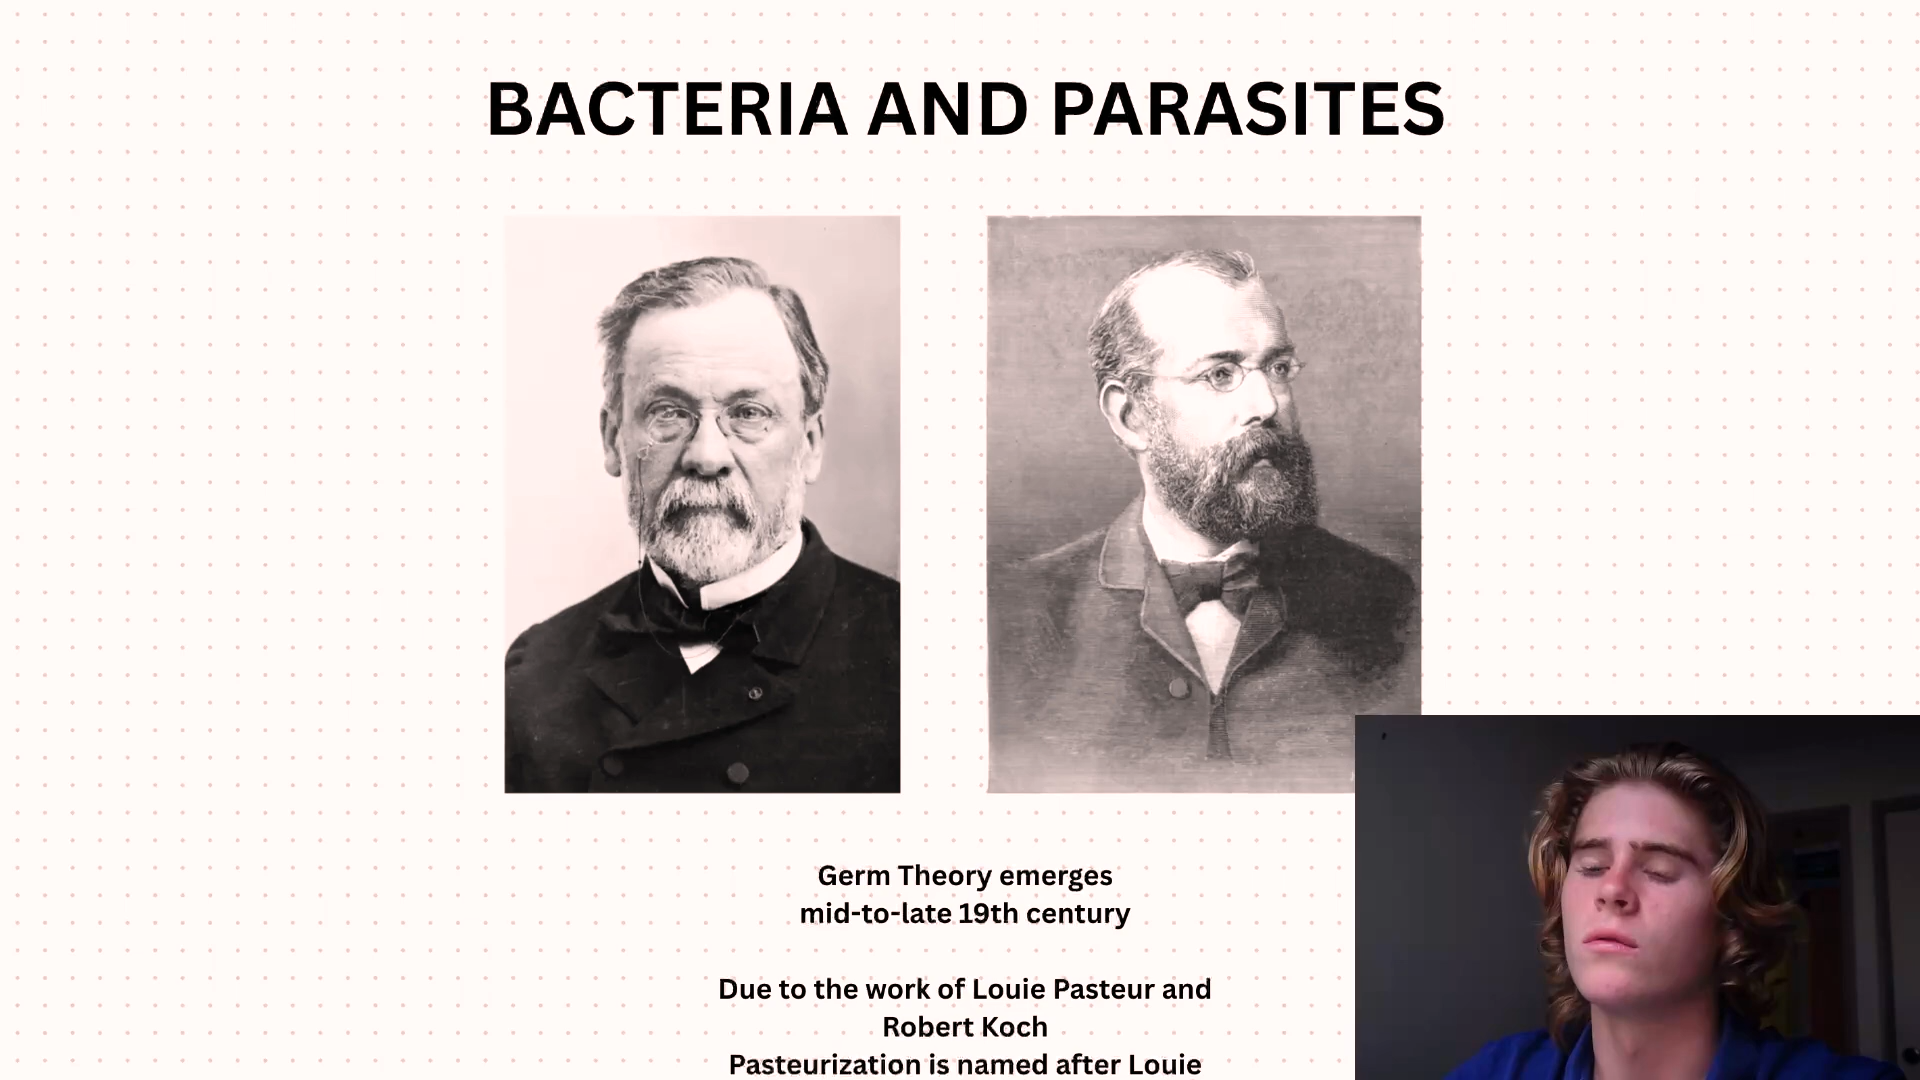 BACTERIA AND PARASITES
Germ Theory emerges
mid-to-late 19th century
Due to the work of Louie Pasteur and
Robert Koch
Pasteurization is named after Louie